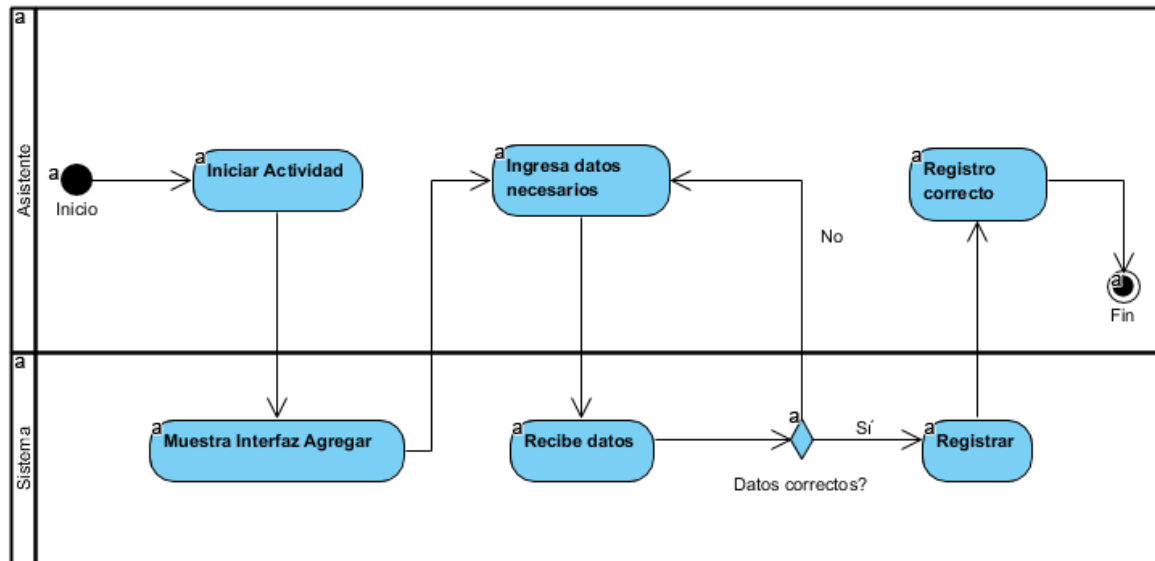 a
Asistente
a
Inicio
a
Iniciar Actividad
a
Ingresa datos
necesarios
No
a
Registro
correcto
a
Fin
a
Sistema
a
Muestra Interfaz Agregar
a
Recibe datos
a
Datos correctos?
Sí
a
Registrar